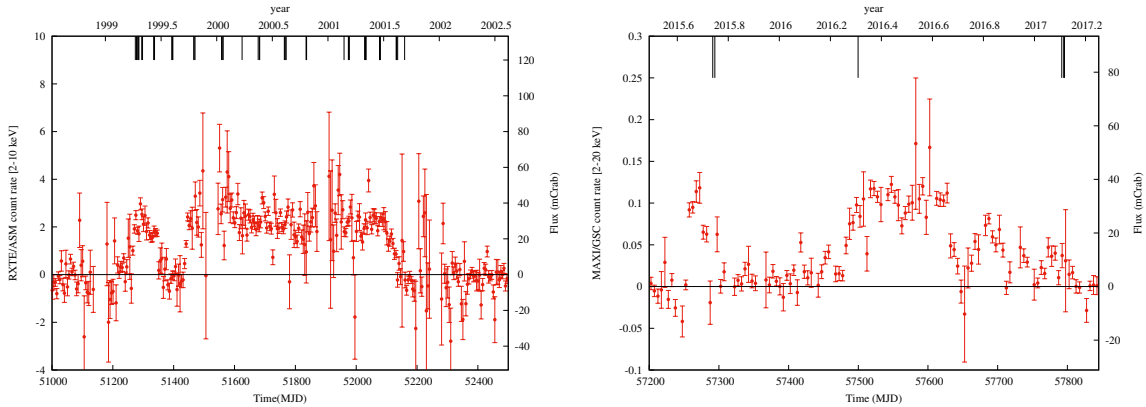 year
1999 1999.5 2000 2000.5 2001 2001.5 2002 2002.5
10
8
6
4
2
0
-2
-4
RXTE/ASM count rate [2-10 keV]
120
100
80
60
40
20
0
-20
-40
Flux (mCrab)
51000 51200 51400 51600 51800 52000 52200 52400
Time(MJD)
year
2015.6 2015.8 2016 2016.2 2016.4 2016.6 2016.8 2017 2017.2
0.3
0.25
0.2
0.15
0.1
0.05
0
-0.05
-0.1
MAXI/GSC count rate [2-20 keV]
80
60
40
20
0
-20
Flux (mCrab)
57200 57300 57400 57500 57600 57700 57800
Time (MJD)